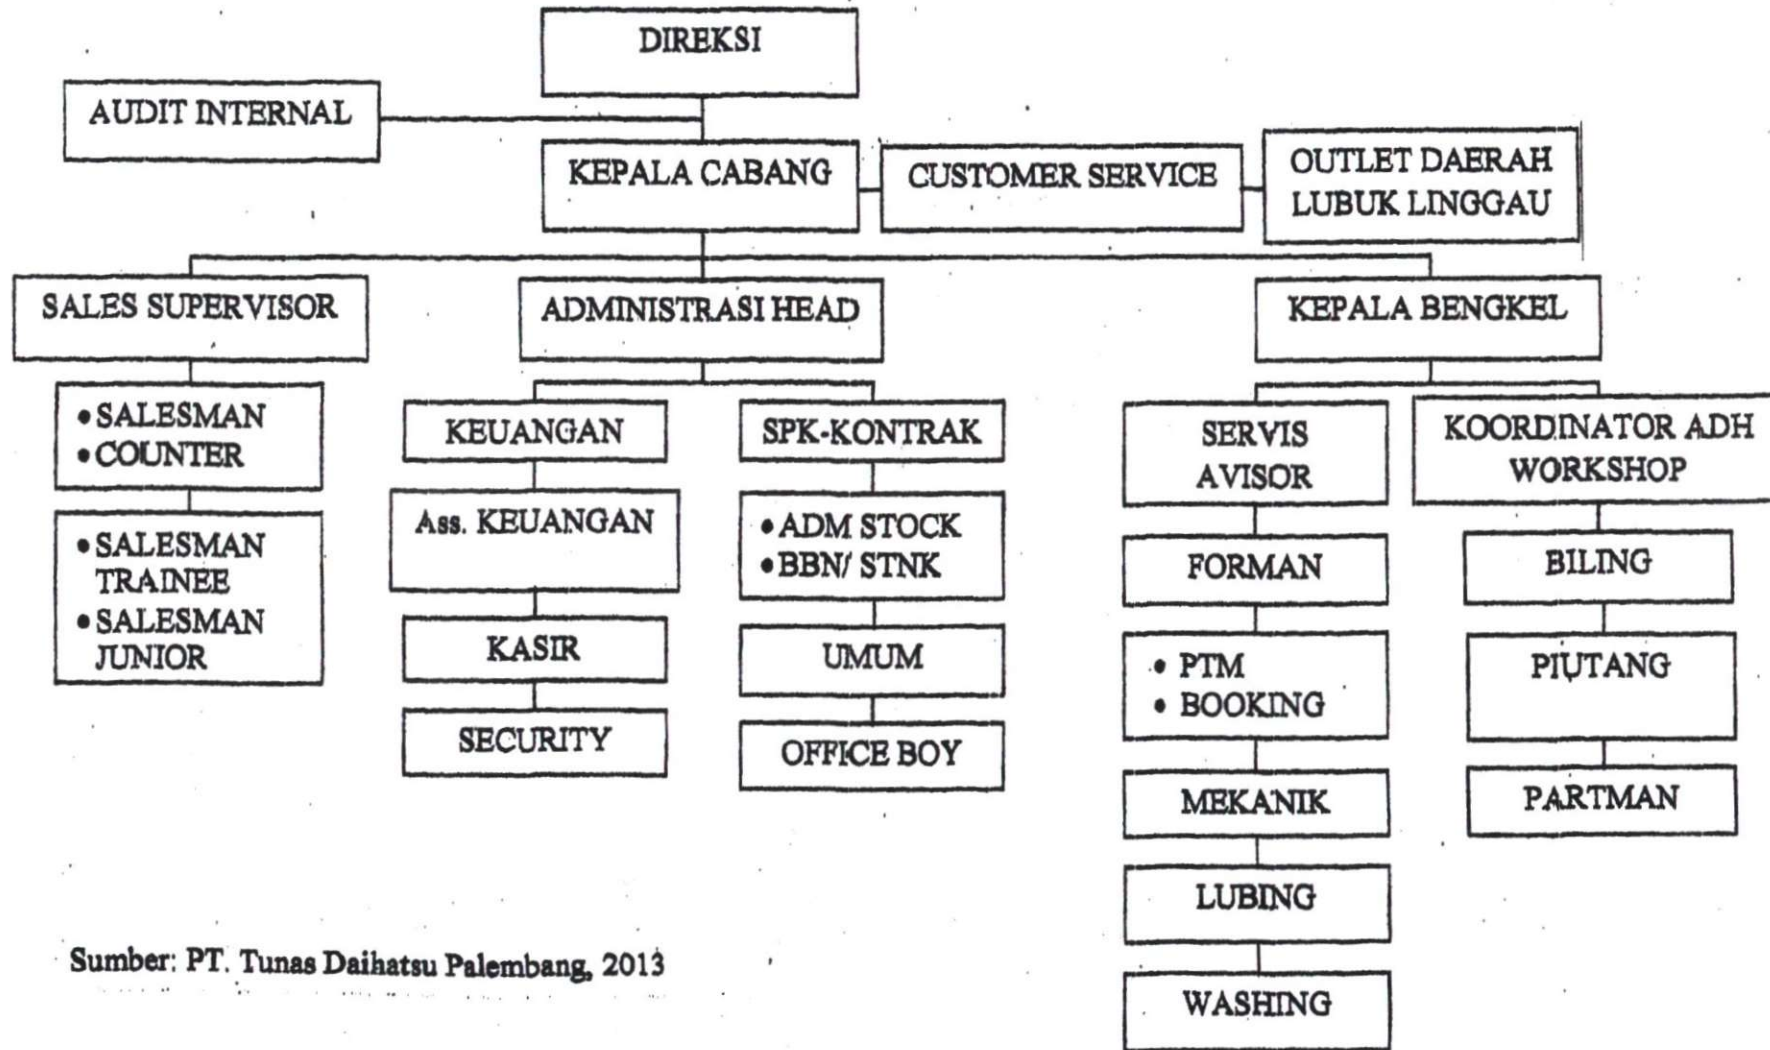 DIREKSI
AUDIT INTERNAL
KEPALA CABANG
CUSTOMER SERVICE
OUTLET DAERAH
LUBUK LINGGAU
SALES SUPERVISOR
ADMINISTRASI HEAD
KEPALA BENGKEL
• SALESMAN
• COUNTER
• SALESMAN
TRAINEE
• SALESMAN
JUNIOR
KEUANGAN
Ass. KEUANGAN
KASIR
SECURITY
SPK-KONTRAK
• ADM STOCK
• BBN/ STNK
UMUM
OFFICE BOY
SERVIS
AVISOR
FORMAN
• PTM
• BOOKING
MEKANIK
LUBING
WASHING
KOORDINATOR ADH
WORKSHOP
BILING
PIUTANG
PARTMAN
Sumber: PT. Tunas Daihatsu Palembang, 2013